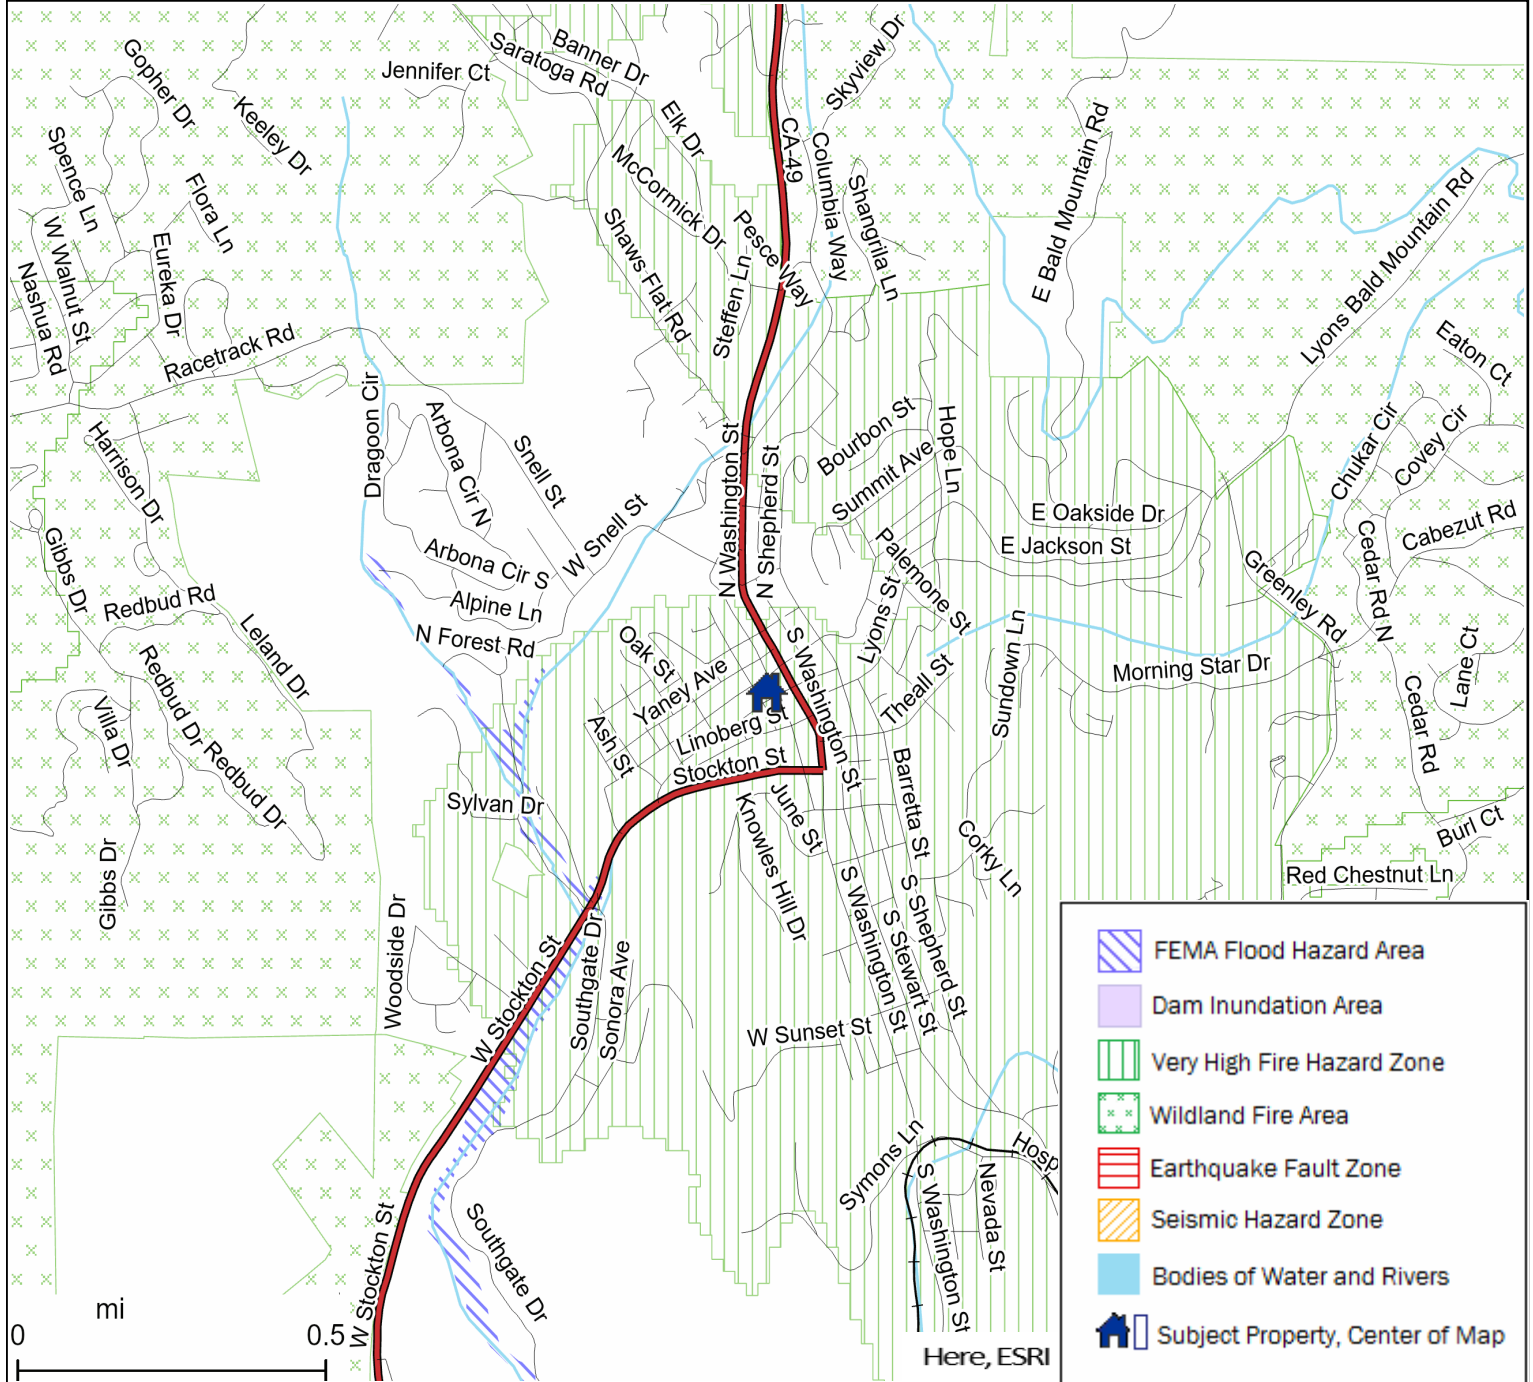 Gopher Dr
Jennifer Ct
Banner Dr
Saratoga Rd
Skyview Dr
Keeley Dr
Elk Dr
CA-49
Columbia Way
E Bald Mountain Rd
Spence Ln
McCormick Dr
Shangrila Ln
Flora Ln
Lyons Bald Mountain Rd
W Walnut St
Eureka Dr
Shaws Flat Rd
Pesce Way
Steffen Ln
Nashua Rd
Racetrack Rd
Eaton Ct
Dragoon Cir
Arbona Cir N
Snell St
Harrison Dr
N Washington St
N Shepherd St
Bourbon St
Summit Ave
Hope Ln
Chukar Cir
Covey Cir
W Snell St
E Oakside Dr
E Jackson St
Cabezut Rd
Gibbs Dr
Arbona Cir S
Alpine Ln
Palemone St
Lyons St
Greenley Rd
Cedar Rd N
Redbud Rd
Leland Dr
N Forest Rd
Oak St
Yaney Ave
S Washington St
Theall St
Sundown Ln
Morning Star Dr
Lane Ct
Redbud Dr
Villa Dr
Ash St
Linoberg St
Stockton St
Cedar Rd
Redbud Dr
Sylvan Dr
Barretta St
Knowles Hill Dr
June St
Corky Ln
Burl Ct
Gibbs Dr
Red Chestnut Ln
Woodside Dr
W Stockton St
Southgate Dr
Sonora Ave
S Washington St
S Stewart St
S Shepherd St
W Sunset St
Symons Ln
Hosp
S Washington St
Nevada St
W Stockton St
Southgate Dr
mi
0 0.5
Here, ESRI
FEMA Flood Hazard Area
Dam Inundation Area
Very High Fire Hazard Zone
Wildland Fire Area
Earthquake Fault Zone
Seismic Hazard Zone
Bodies of Water and Rivers
Subject Property, Center of Map